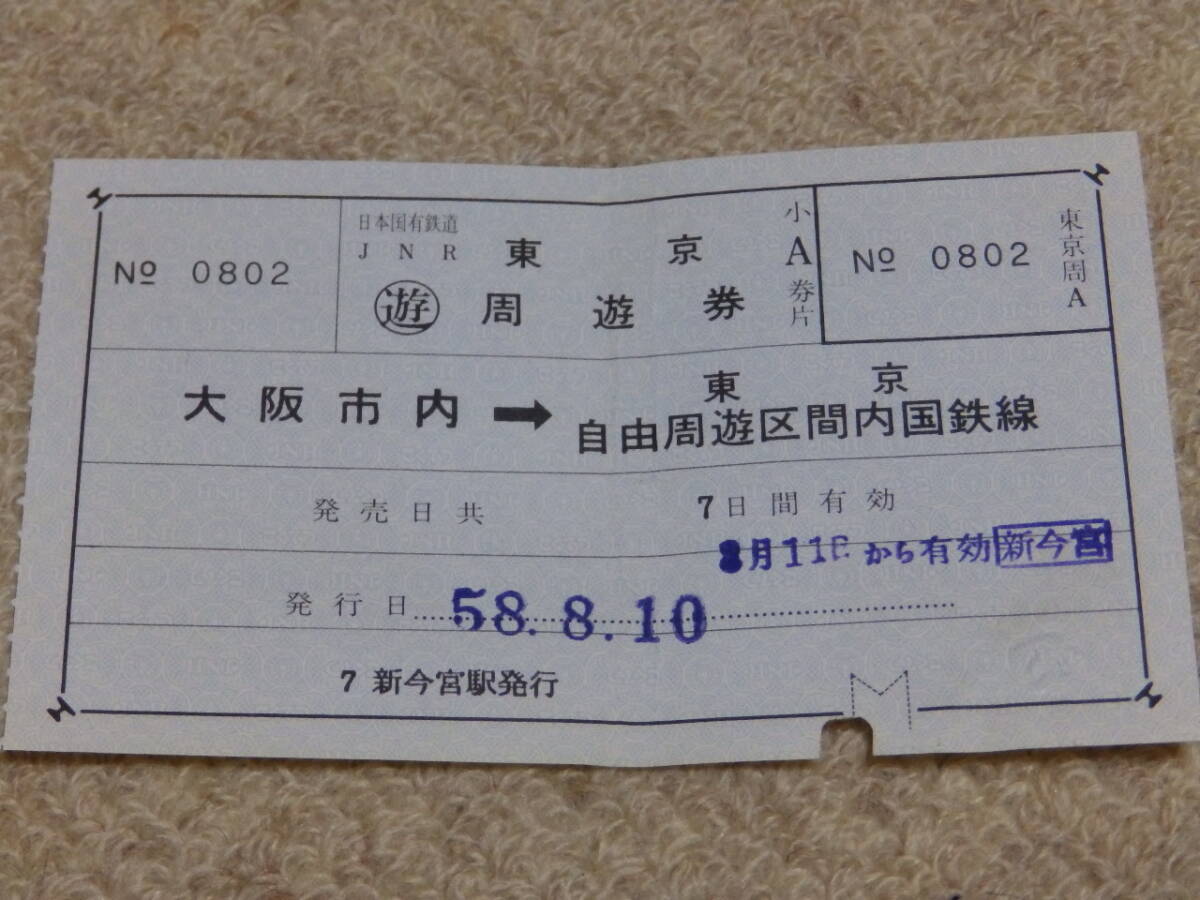 № 0802
日本国有鉄道
JNR
東京
小A券片
遊
周遊券
№ 0802
東京周A
大阪市内 ➡ 東京
自由周遊区間内国鉄線
発売日共 7日間有効
8月11日から有効 新今宮
発行日 58.8.10
7 新今宮駅発行